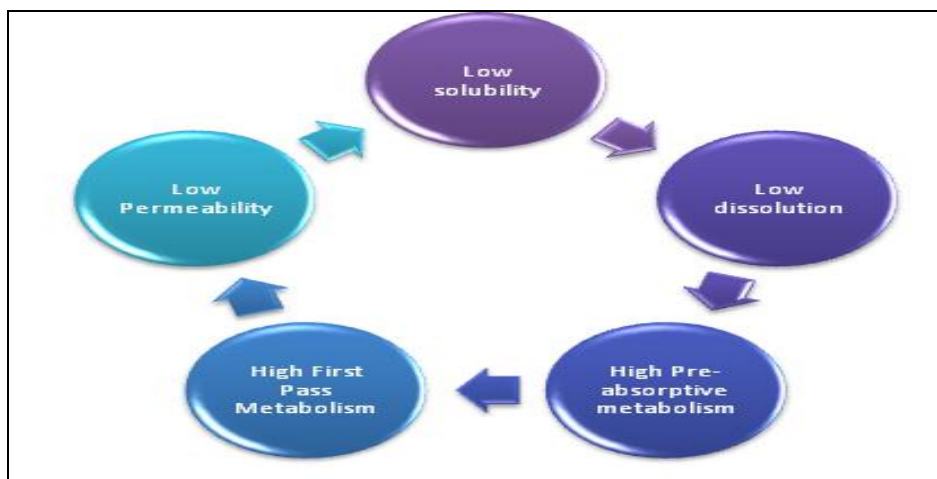 Low
solubility
Low
dissolution
High Pre-
absorptive
metabolism
High First
Pass
Metabolism
Low
Permeability